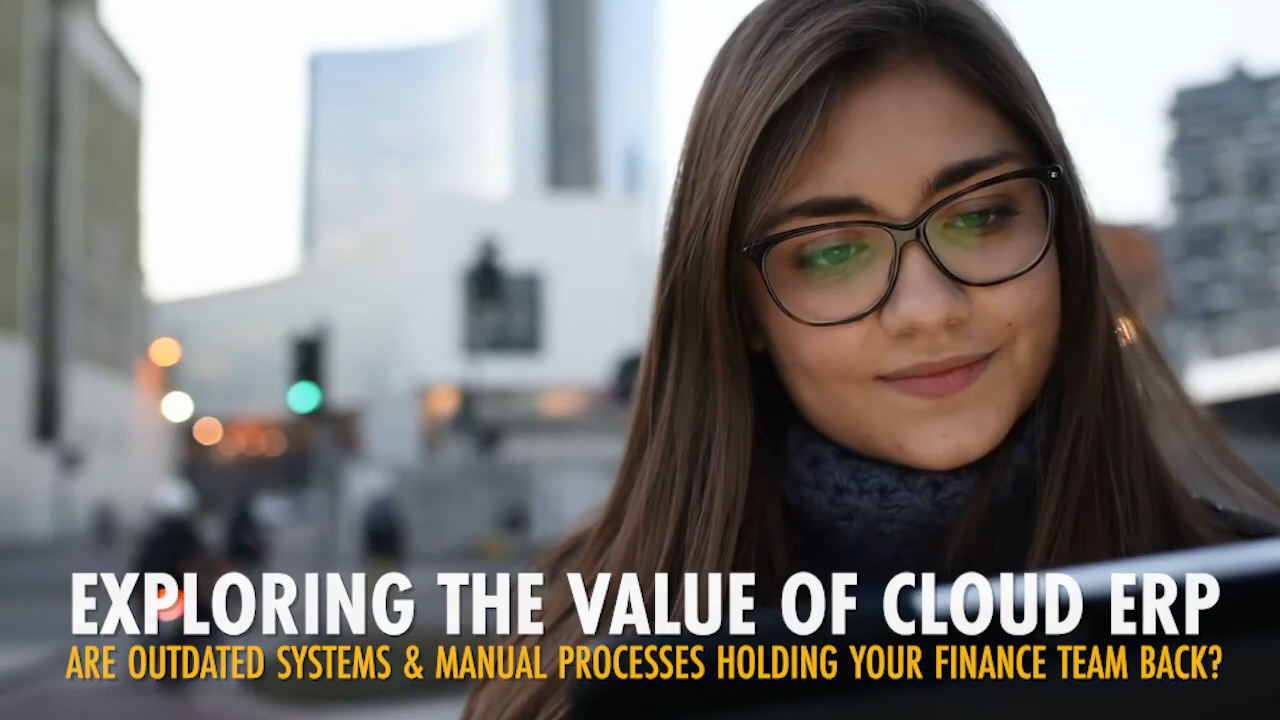 EXPLORING THE VALUE OF CLOUD ERP
ARE OUTDATED SYSTEMS & MANUAL PROCESSES HOLDING YOUR FINANCE TEAM BACK?